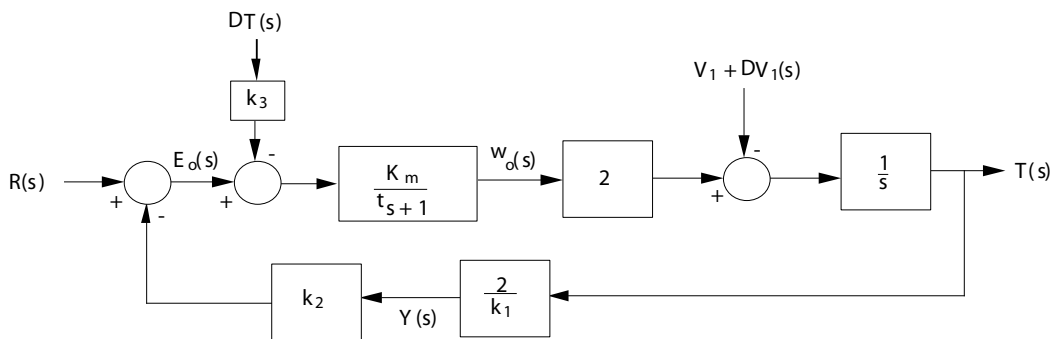 DT(s)
k3
V1 + DV1(s)
R(s)
+
-
Eo(s)
+
-
Km
ts + 1
wo(s)
2
+
-
1
s
T(s)
k2
Y(s)
2
k1